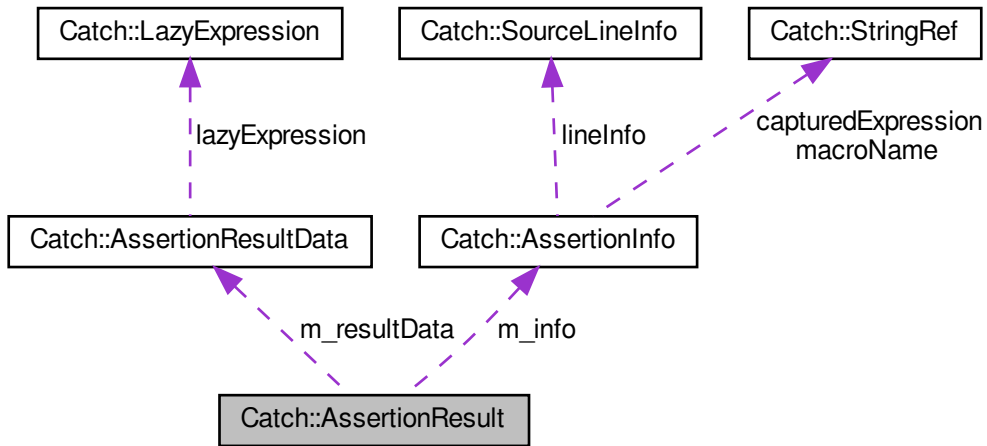 Catch::LazyExpression
Catch::SourceLineInfo
Catch::StringRef
lazyExpression
lineInfo
capturedExpression
macroName
Catch::AssertionResultData
Catch::AssertionInfo
m_resultData
m_info
Catch::AssertionResult